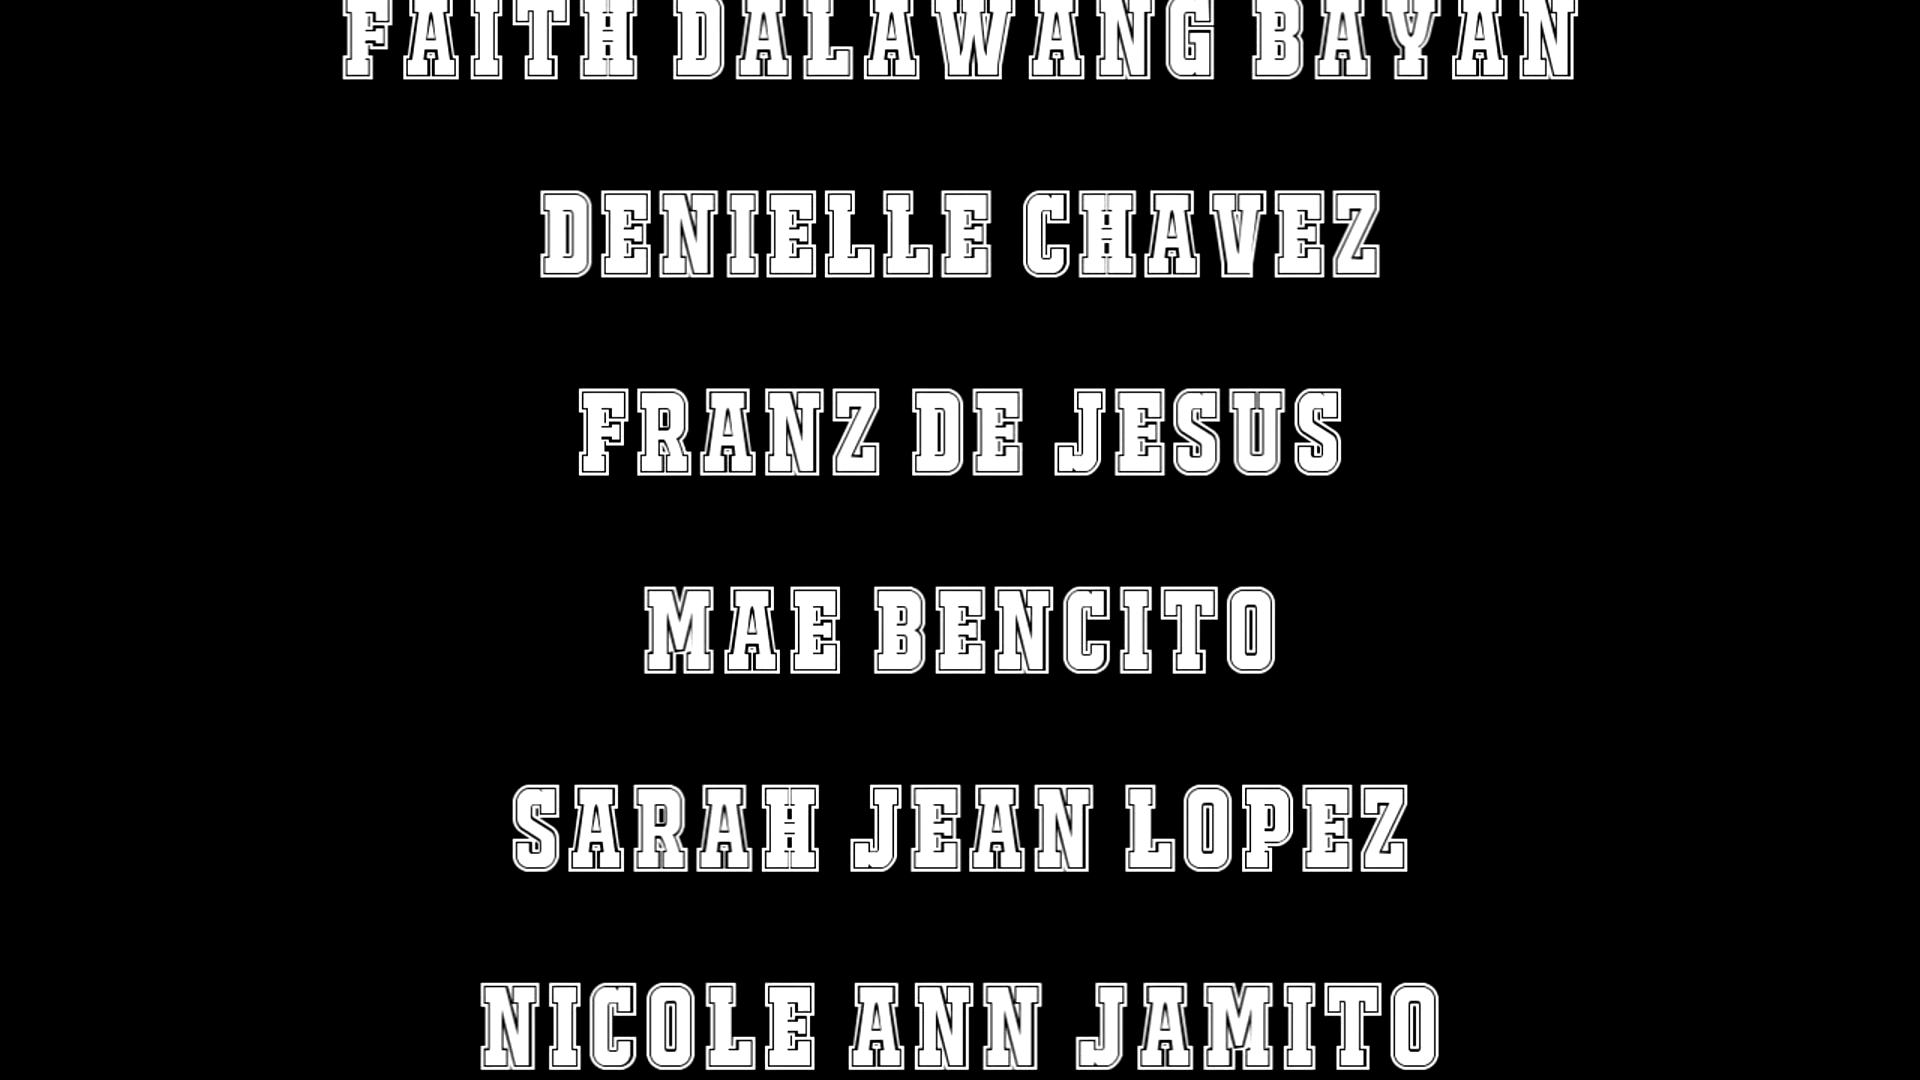 FAITH DALAWANG BAYAN
DENIELLE CHAVEZ
FRANZ DE JESUS
MAE BENCITO
SARAH JEAN LOPEZ
NICOLE ANN JAMITO